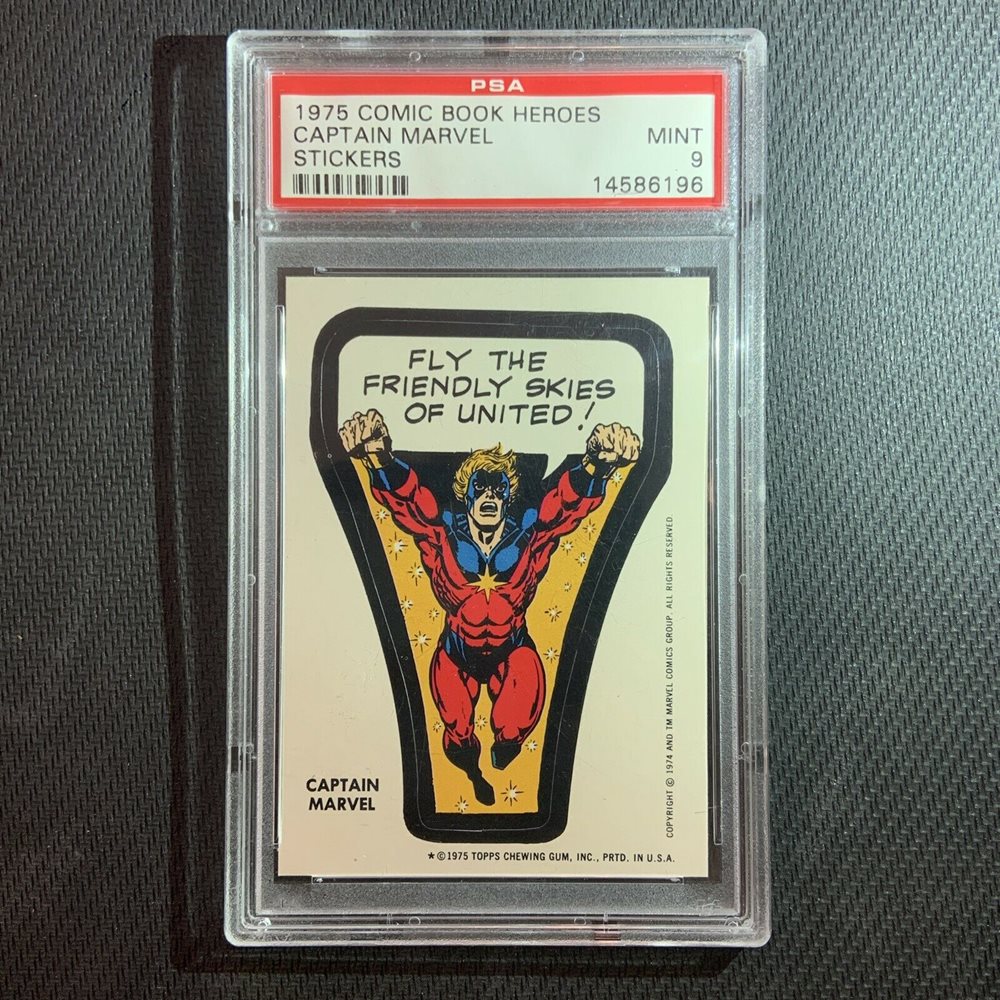 PSA
1975 COMIC BOOK HEROES
CAPTAIN MARVEL MINT
STICKERS 9
14586196
FLY THE
FRIENDLY SKIES
OF UNITED!
CAPTAIN
MARVEL
COPYRIGHT © 1974 AND TM MARVEL COMICS GROUP. ALL RIGHTS RESERVED
★©1975 TOPPS CHEWING GUM, INC., PRTD. IN U.S.A.